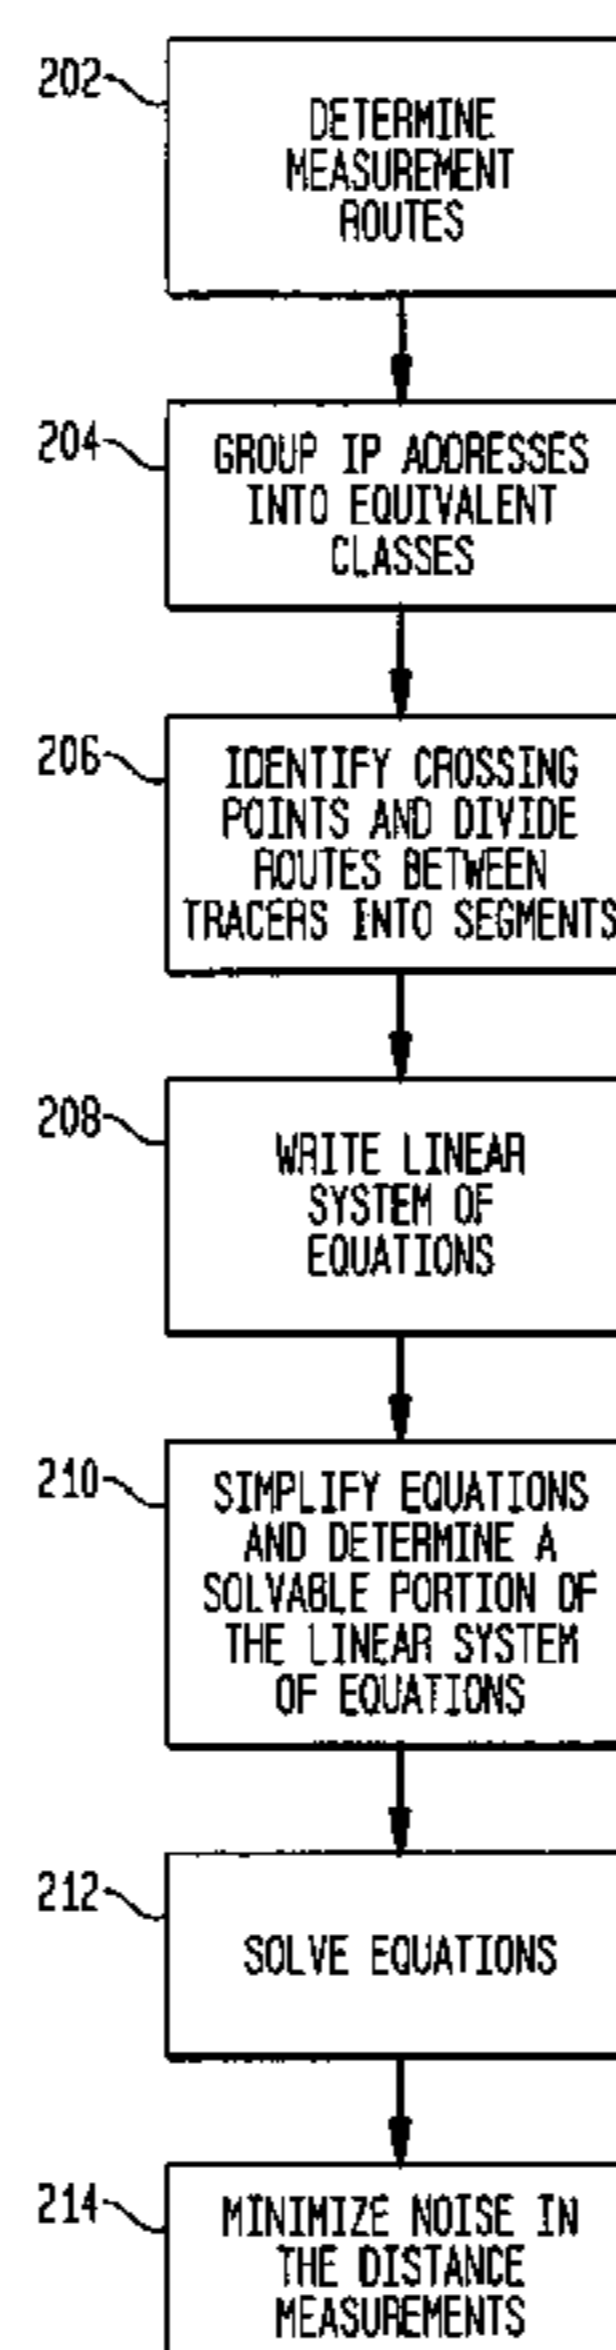 202
DETERMINE
MEASUREMENT
ROUTES
204
GROUP IP ADDRESSES
INTO EQUIVALENT
CLASSES
206
IDENTIFY CROSSING
POINTS AND DIVIDE
ROUTES BETWEEN
TRACERS INTO SEGMENTS
208
WRITE LINEAR
SYSTEM OF
EQUATIONS
210
SIMPLIFY EQUATIONS
AND DETERMINE A
SOLVABLE PORTION OF
THE LINEAR SYSTEM
OF EQUATIONS
212
SOLVE EQUATIONS
214
MINIMIZE NOISE IN
THE DISTANCE
MEASUREMENTS